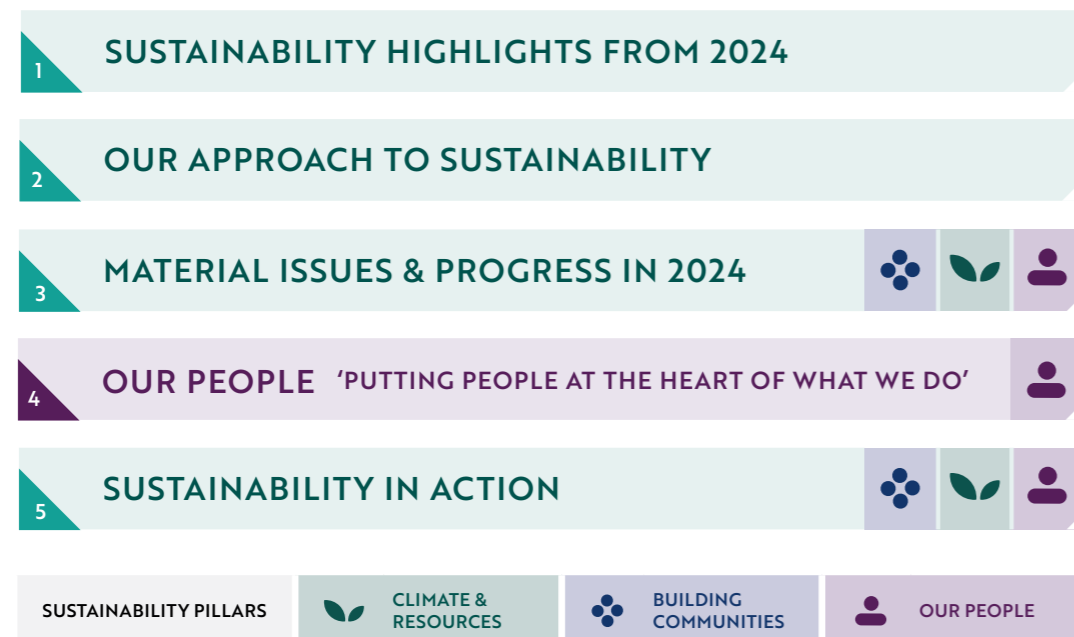 1
SUSTAINABILITY HIGHLIGHTS FROM 2024
2
OUR APPROACH TO SUSTAINABILITY
3
MATERIAL ISSUES & PROGRESS IN 2024
4
OUR PEOPLE ‘PUTTING PEOPLE AT THE HEART OF WHAT WE DO’
5
SUSTAINABILITY IN ACTION
SUSTAINABILITY PILLARS
CLIMATE &
RESOURCES
BUILDING
COMMUNITIES
OUR PEOPLE